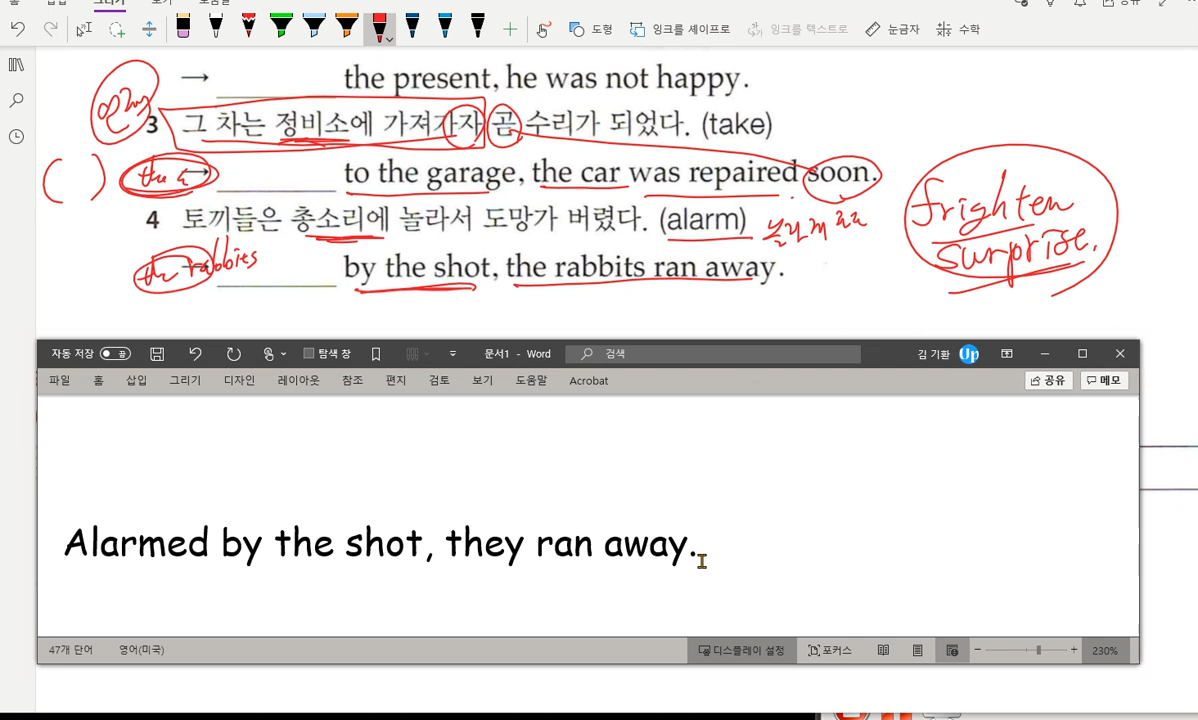 도형
잉크를 셰이프로
잉크를 텍스트로
눈금자
수학
→ the present, he was not happy.
3 그 차는 정비소에 가져가자 곧 수리가 되었다. (take)
→ to the garage, the car was repaired soon.
4 토끼들은 총소리에 놀라서 도망가 버렸다. (alarm)
the rabbies
by the shot, the rabbits ran away.
frighten
surprise.
자동 저장 끔 탐색 창 문서1 - Word 검색 김 기환 Up
파일 홈 삽입 그리기 디자인 레이아웃 참조 편지 검토 보기 도움말 Acrobat 공유 메모
Alarmed by the shot, they ran away.
47개 단어 영어(미국) 디스플레이 설정 포커스 230%